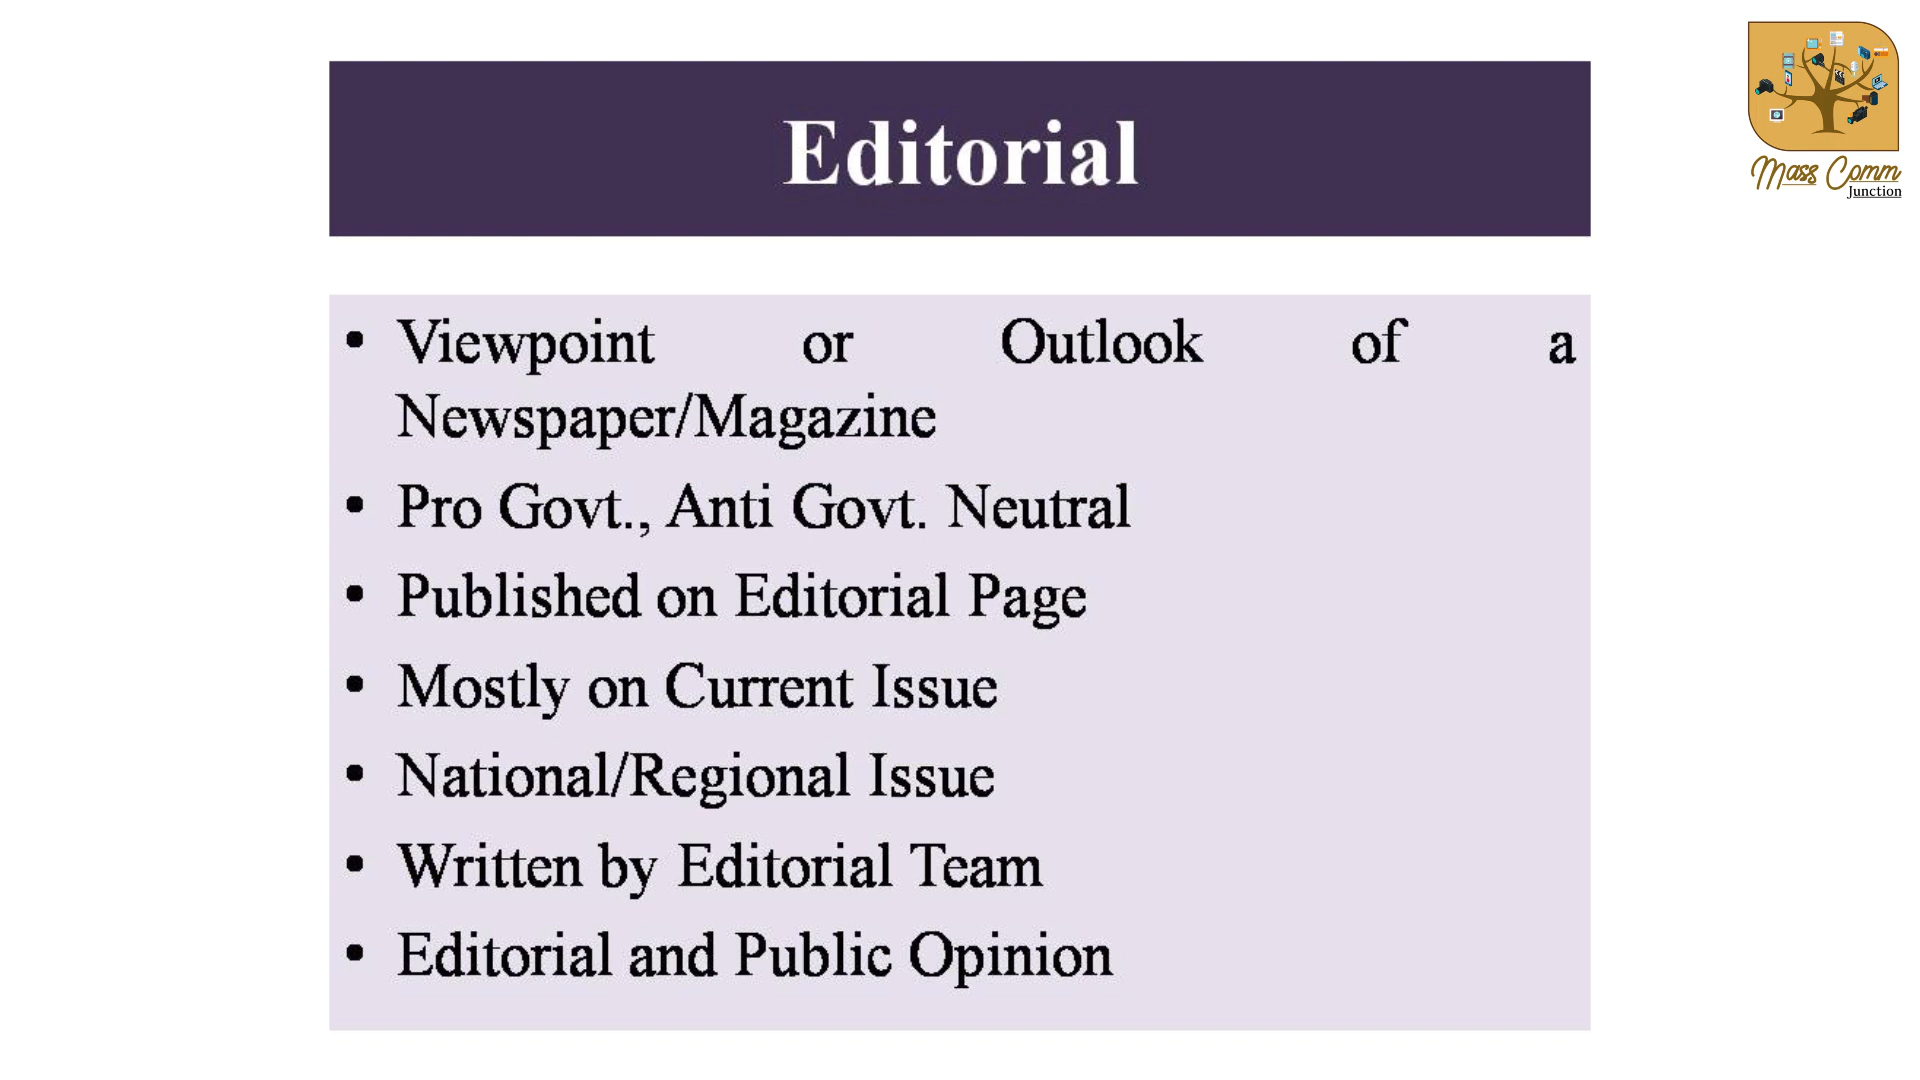 Editorial
Mass Comm
Junction
• Viewpoint or Outlook of a
Newspaper/Magazine
• Pro Govt., Anti Govt. Neutral
• Published on Editorial Page
• Mostly on Current Issue
• National/Regional Issue
• Written by Editorial Team
• Editorial and Public Opinion